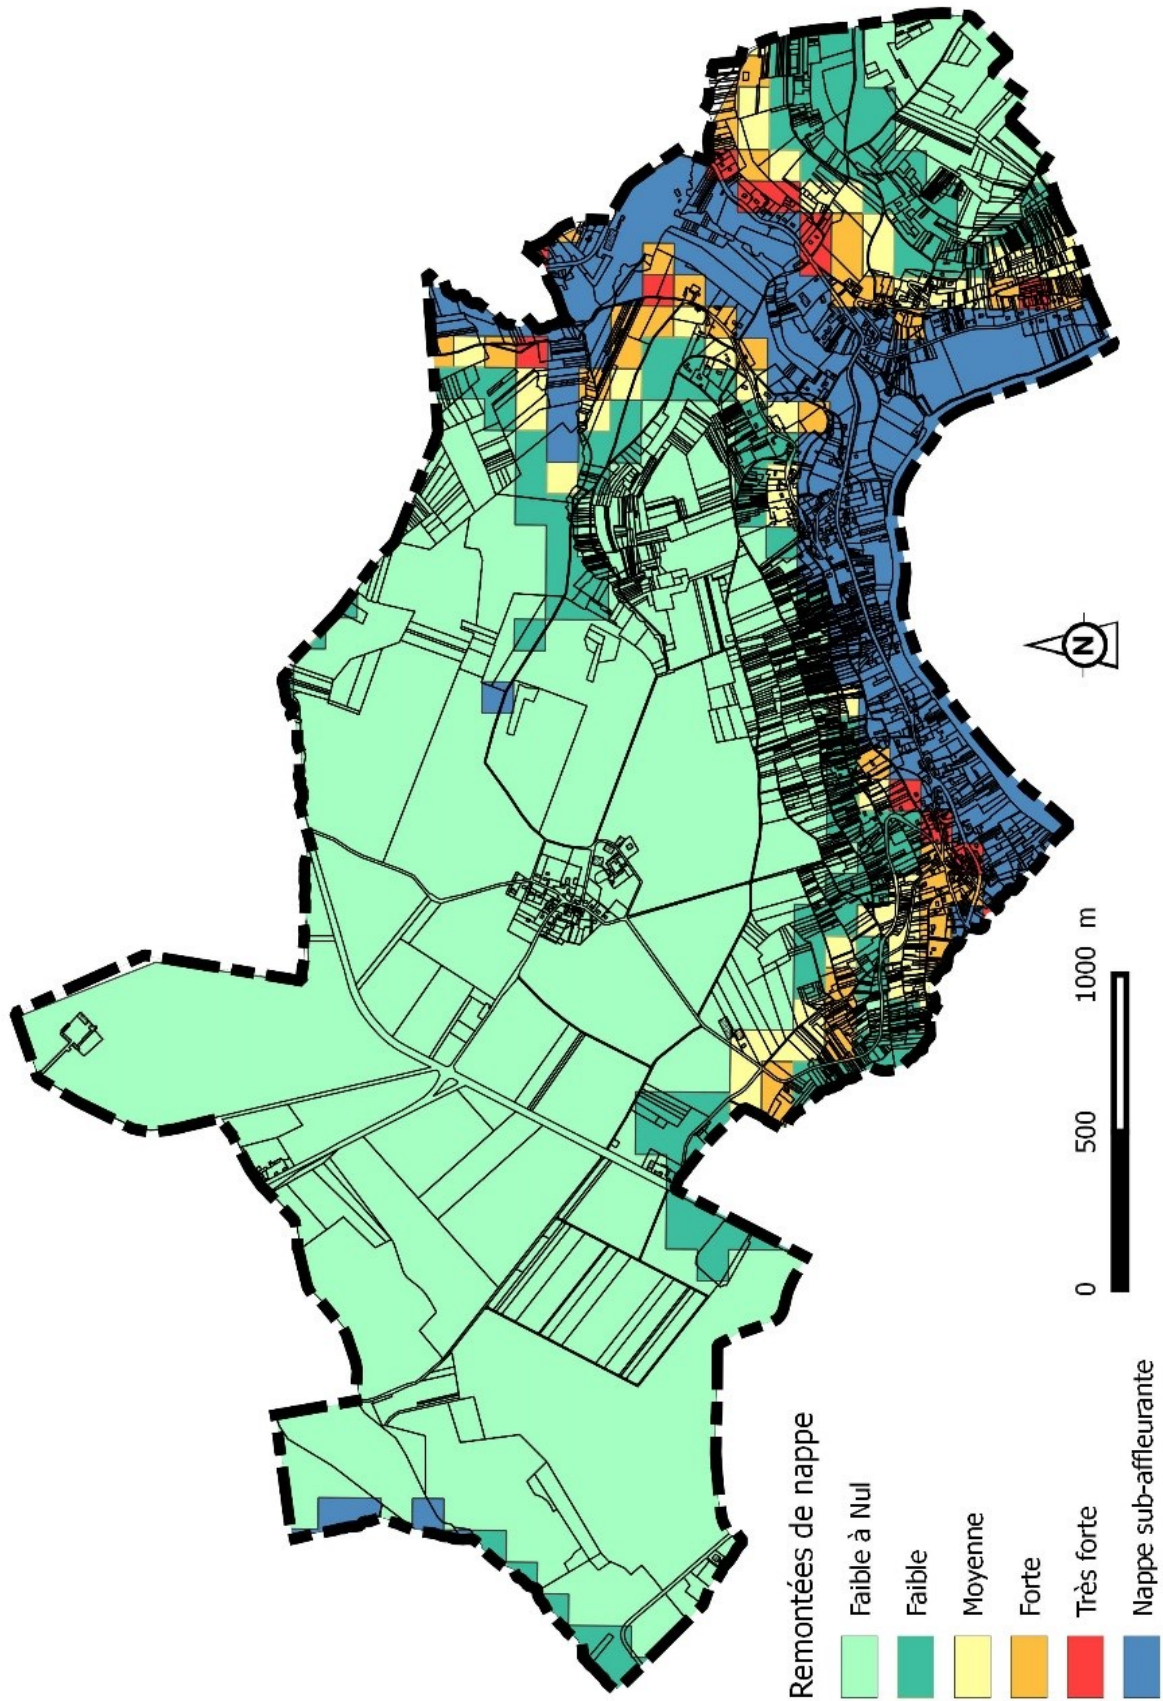 Remontées de nappe
Faible à Nul
Faible
Moyenne
Forte
Très forte
Nappe sub-affleurante
0 500 1000 m
N